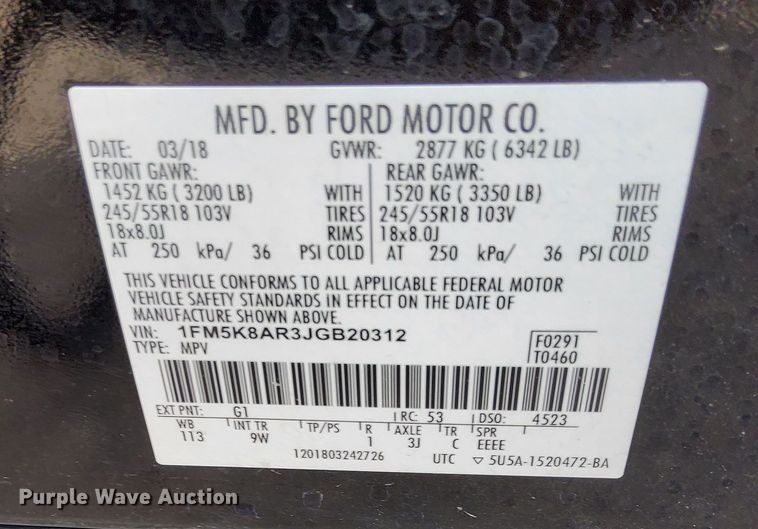 MFD. BY FORD MOTOR CO.
DATE: 03/18 GVWR: 2877 KG ( 6342 LB)
FRONT GAWR: REAR GAWR:
1452 KG ( 3200 LB) WITH 1520 KG ( 3350 LB) WITH
245/55R18 103V TIRES 245/55R18 103V TIRES
18x8.0J RIMS 18x8.0J RIMS
AT 250 kPa/ 36 PSI COLD AT 250 kPa/ 36 PSI COLD
THIS VEHICLE CONFORMS TO ALL APPLICABLE FEDERAL MOTOR
VEHICLE SAFETY STANDARDS IN EFFECT ON THE DATE OF
MANUFACTURE SHOWN ABOVE.
VIN: 1FM5K8AR3JGB20312 F0291
TYPE: MPV T0460
EXT PNT: G1 RC: 53 DSO: 4523
WB INT TR TP/PS R AXLE TR SPR
113 9W 1 3J C EEEE
1201803242726 UTC ▽ 5U5A-1520472-BA
Purple Wave Auction